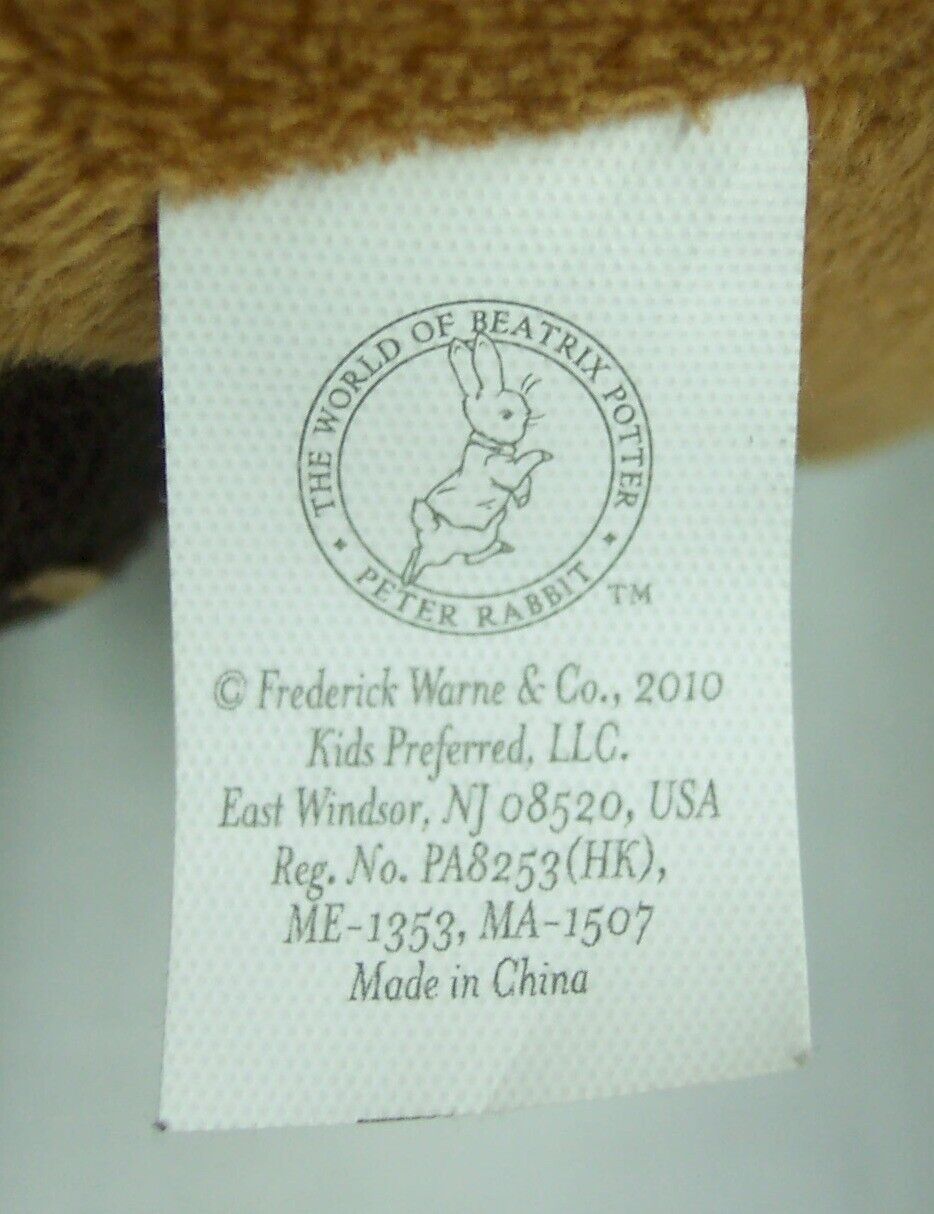 THE WORLD OF BEATRIX POTTER
PETER RABBIT
TM
© Frederick Warne & Co., 2010
Kids Preferred, LLC.
East Windsor, NJ 08520, USA
Reg. No. PA8253(HK),
ME-1353, MA-1507
Made in China